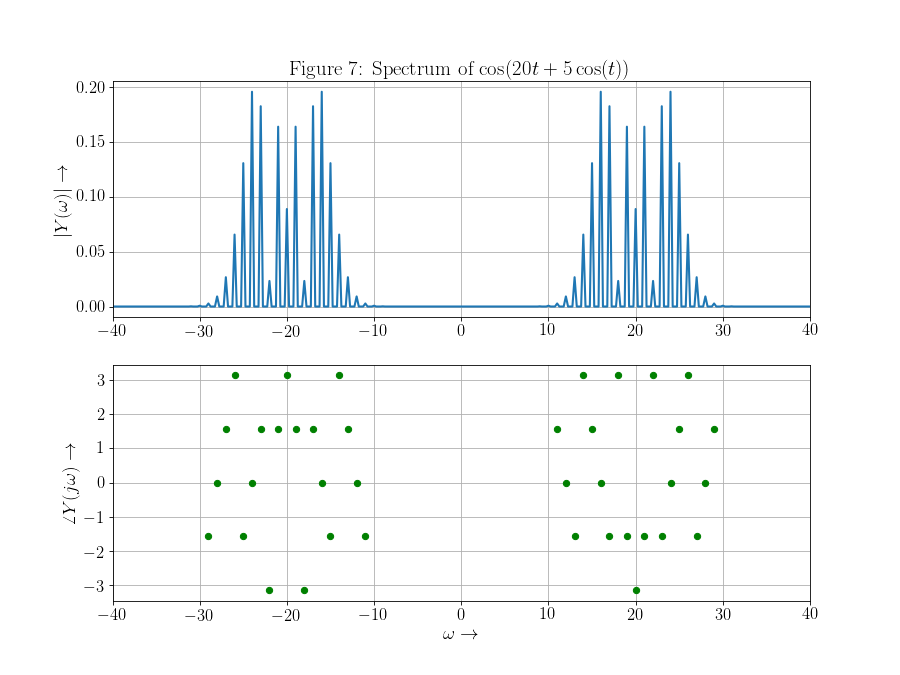 Figure 7: Spectrum of cos(20t + 5 cos(t))
0.20
0.15
0.10
0.05
0.00
|Y(ω)| →
−40 −30 −20 −10 0 10 20 30 40
3
2
1
0
−1
−2
−3
∠Y(jω) →
−40 −30 −20 −10 0 10 20 30 40
ω →